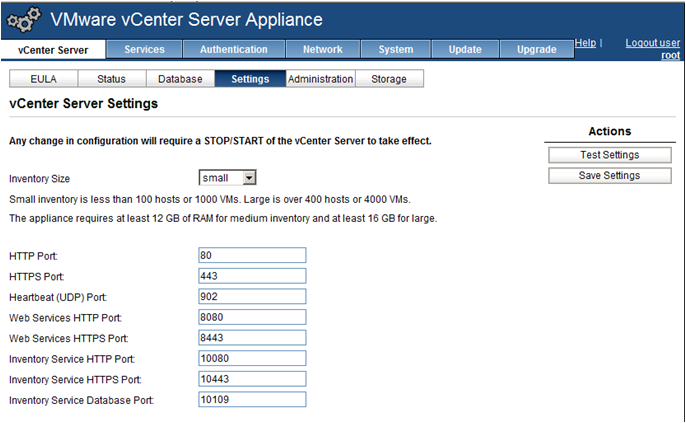 VMware vCenter Server Appliance
vCenter Server Services Authentication Network System Update Upgrade Help | Logout user root
EULA Status Database Settings Administration Storage
vCenter Server Settings
Any change in configuration will require a STOP/START of the vCenter Server to take effect.
Actions
Test Settings
Save Settings
Inventory Size small
Small inventory is less than 100 hosts or 1000 VMs. Large is over 400 hosts or 4000 VMs.
The appliance requires at least 12 GB of RAM for medium inventory and at least 16 GB for large.
HTTP Port: 80
HTTPS Port: 443
Heartbeat (UDP) Port: 902
Web Services HTTP Port: 8080
Web Services HTTPS Port: 8443
Inventory Service HTTP Port: 10080
Inventory Service HTTPS Port: 10443
Inventory Service Database Port: 10109